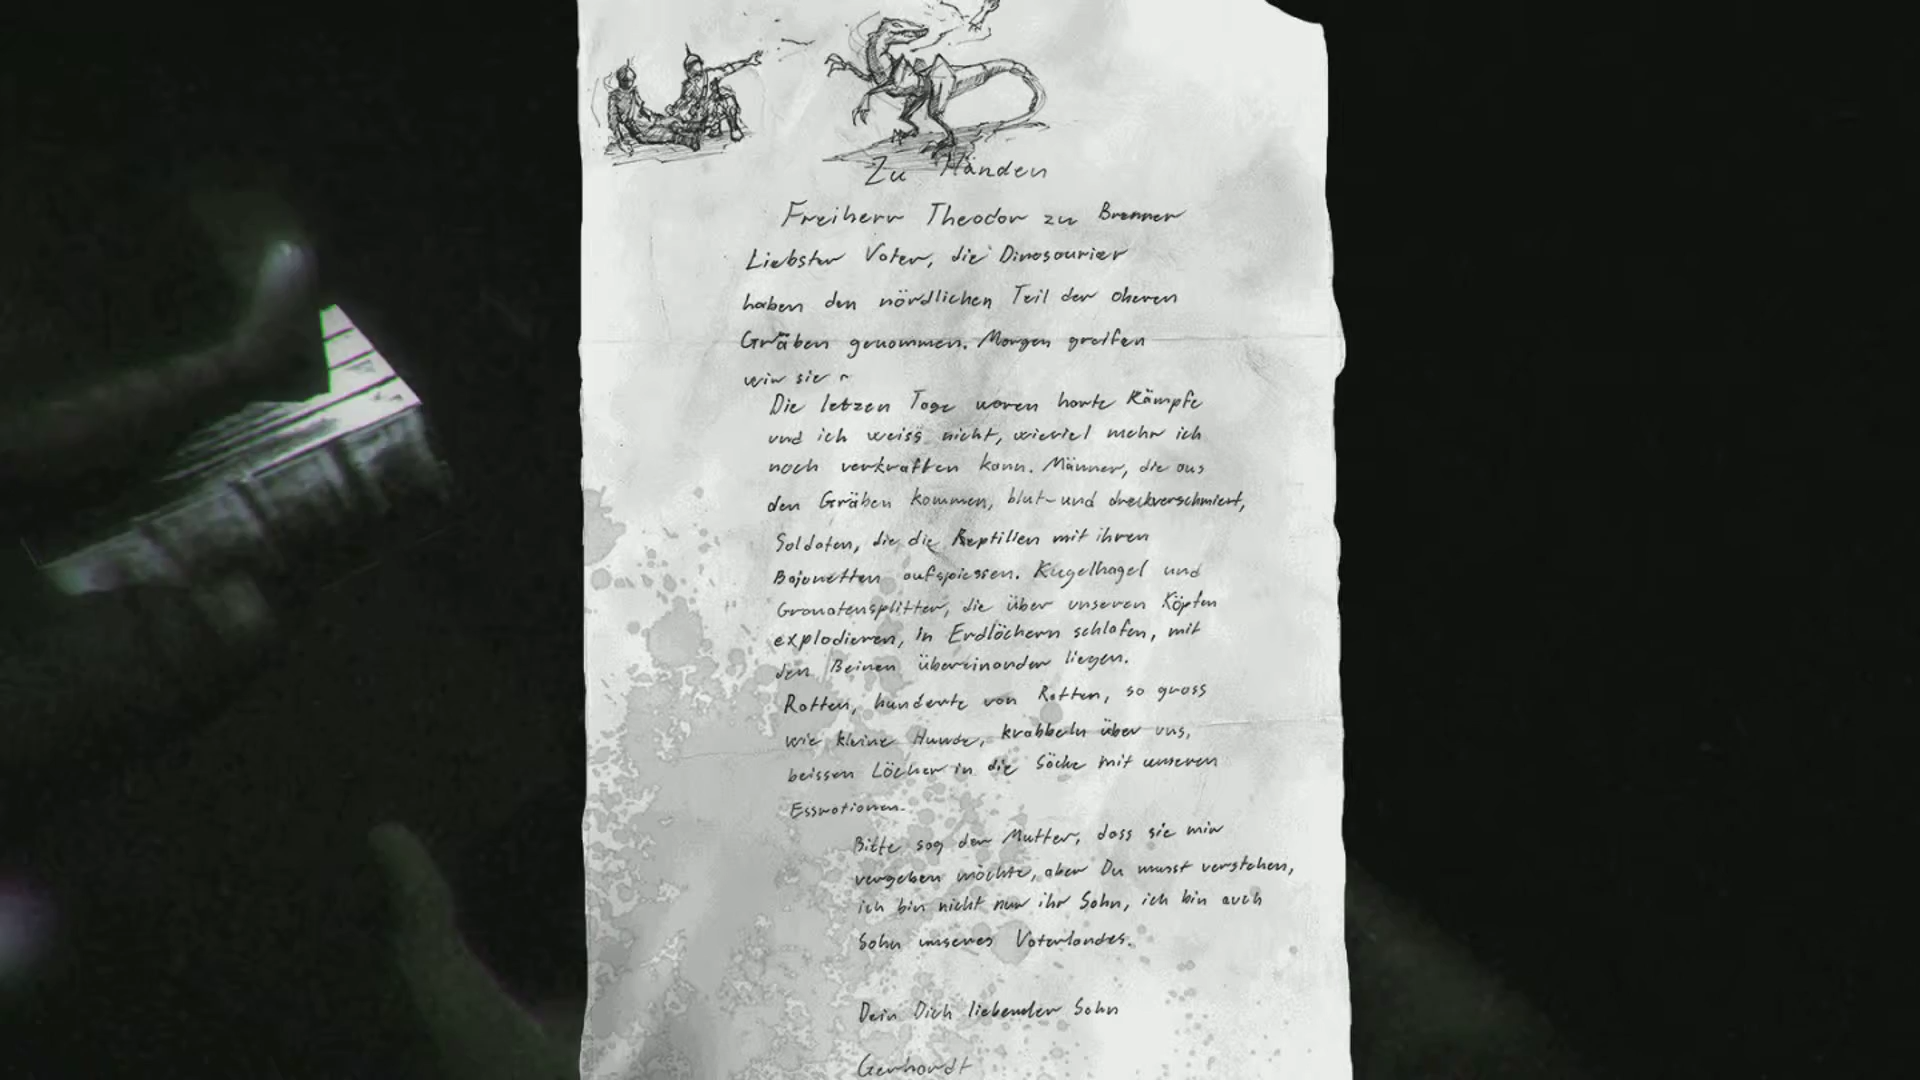 Zu Händen
Freiherr Theodor zu Brenner
Liebster Vater, die Dinosaurier
haben den nördlichen Teil der oberen
Gräben genommen. Morgen greifen
wir sie
Die letzen Tage waren harte Kämpfe
und ich weiss nicht, wieviel mehr ich
noch verkraften kann. Männer, die aus
den Gräben kommen, blut- und dreckverschmiert,
Soldaten, die die Reptilien mit ihren
Bajonetten aufspiessen. Kugelhagel und
Granatensplitter, die über unseren Köpfen
explodieren, in Erdlöchern schlafen, mit
den Beinen übereinander liegen.
Ratten, hunderte von Ratten, so gross
wie kleine Hunde, krabbeln über uns,
beissen Löcher in die Säcke mit unseren
Essrationen.
Bitte sag der Mutter, dass sie mir
vergeben möchte, aber Du musst verstehen,
ich bin nicht nur ihr Sohn, ich bin auch
Sohn unseres Vaterlandes.
Dein Dich liebender Sohn
Gerhardt